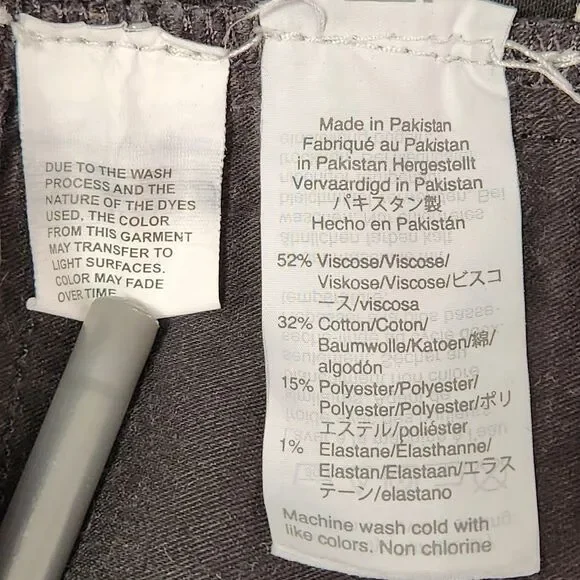 DUE TO THE WASH
PROCESS AND THE
NATURE OF THE DYES
USED, THE COLOR
FROM THIS GARMENT
MAY TRANSFER TO
LIGHT SURFACES.
COLOR MAY FADE
OVER TIME
Made in Pakistan
Fabriqué au Pakistan
in Pakistan Hergestellt
Vervaardigd in Pakistan
パキスタン製
Hecho en Pakistán
52% Viscose/Viscose/
Viskose/Viscose/ビスコ
ース/viscosa
32% Cotton/Coton/
Baumwolle/Katoen/綿/
algodón
15% Polyester/Polyester/
Polyester/Polyester/ポリ
エステル/poliéster
1% Elastane/Élasthanne/
Elastan/Elastaan/エラス
テーン/elastano
Machine wash cold with
like colors. Non chlorine